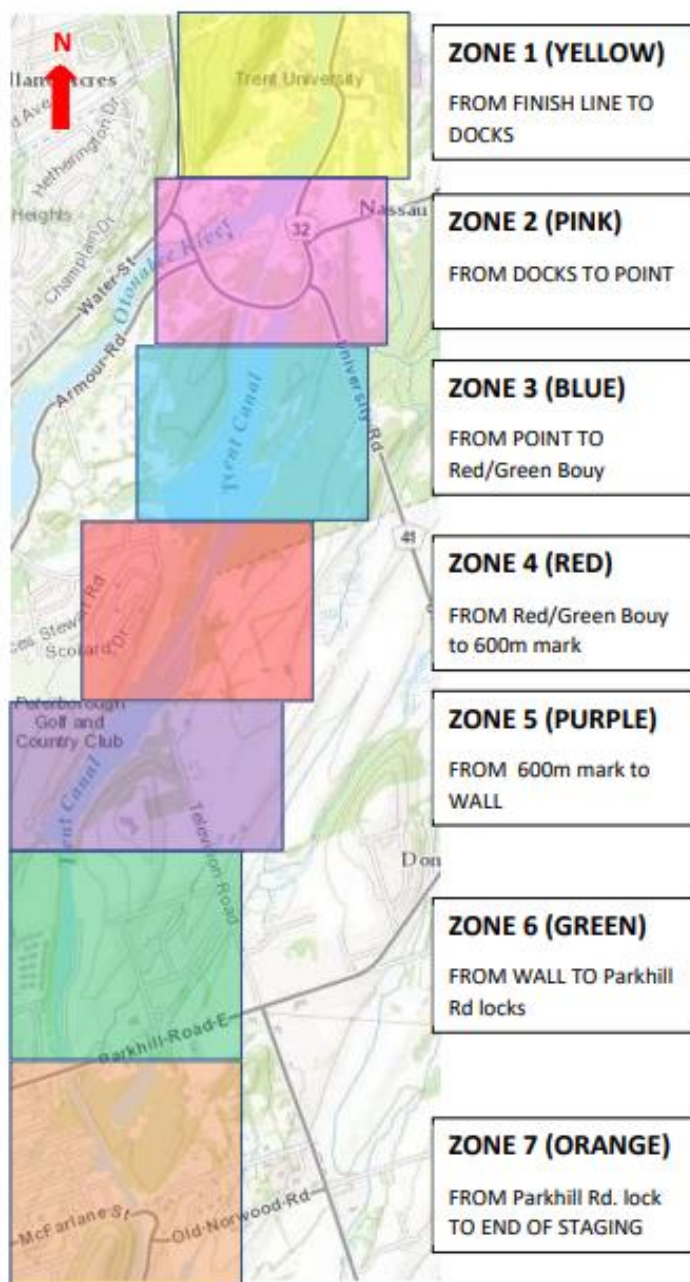 N
Trent University
Hetherington Dr
Heights
Champlain Dr
Water-St
Otonabee River
Armour-Rd
32
Nassau
University-Rd
Trent Canal
41
Stewart Rd
Scollard Dr
Peterborough
Golf and
Country Club
Trent Canal
Television Road
Parkhill-Road-E
McFarlane-St
Old-Norwood-Rd
ZONE 1 (YELLOW)
FROM FINISH LINE TO
DOCKS
ZONE 2 (PINK)
FROM DOCKS TO POINT
ZONE 3 (BLUE)
FROM POINT TO
Red/Green Bouy
ZONE 4 (RED)
FROM Red/Green Bouy
to 600m mark
ZONE 5 (PURPLE)
FROM 600m mark to
WALL
ZONE 6 (GREEN)
FROM WALL TO Parkhill
Rd locks
ZONE 7 (ORANGE)
FROM Parkhill Rd. lock
TO END OF STAGING